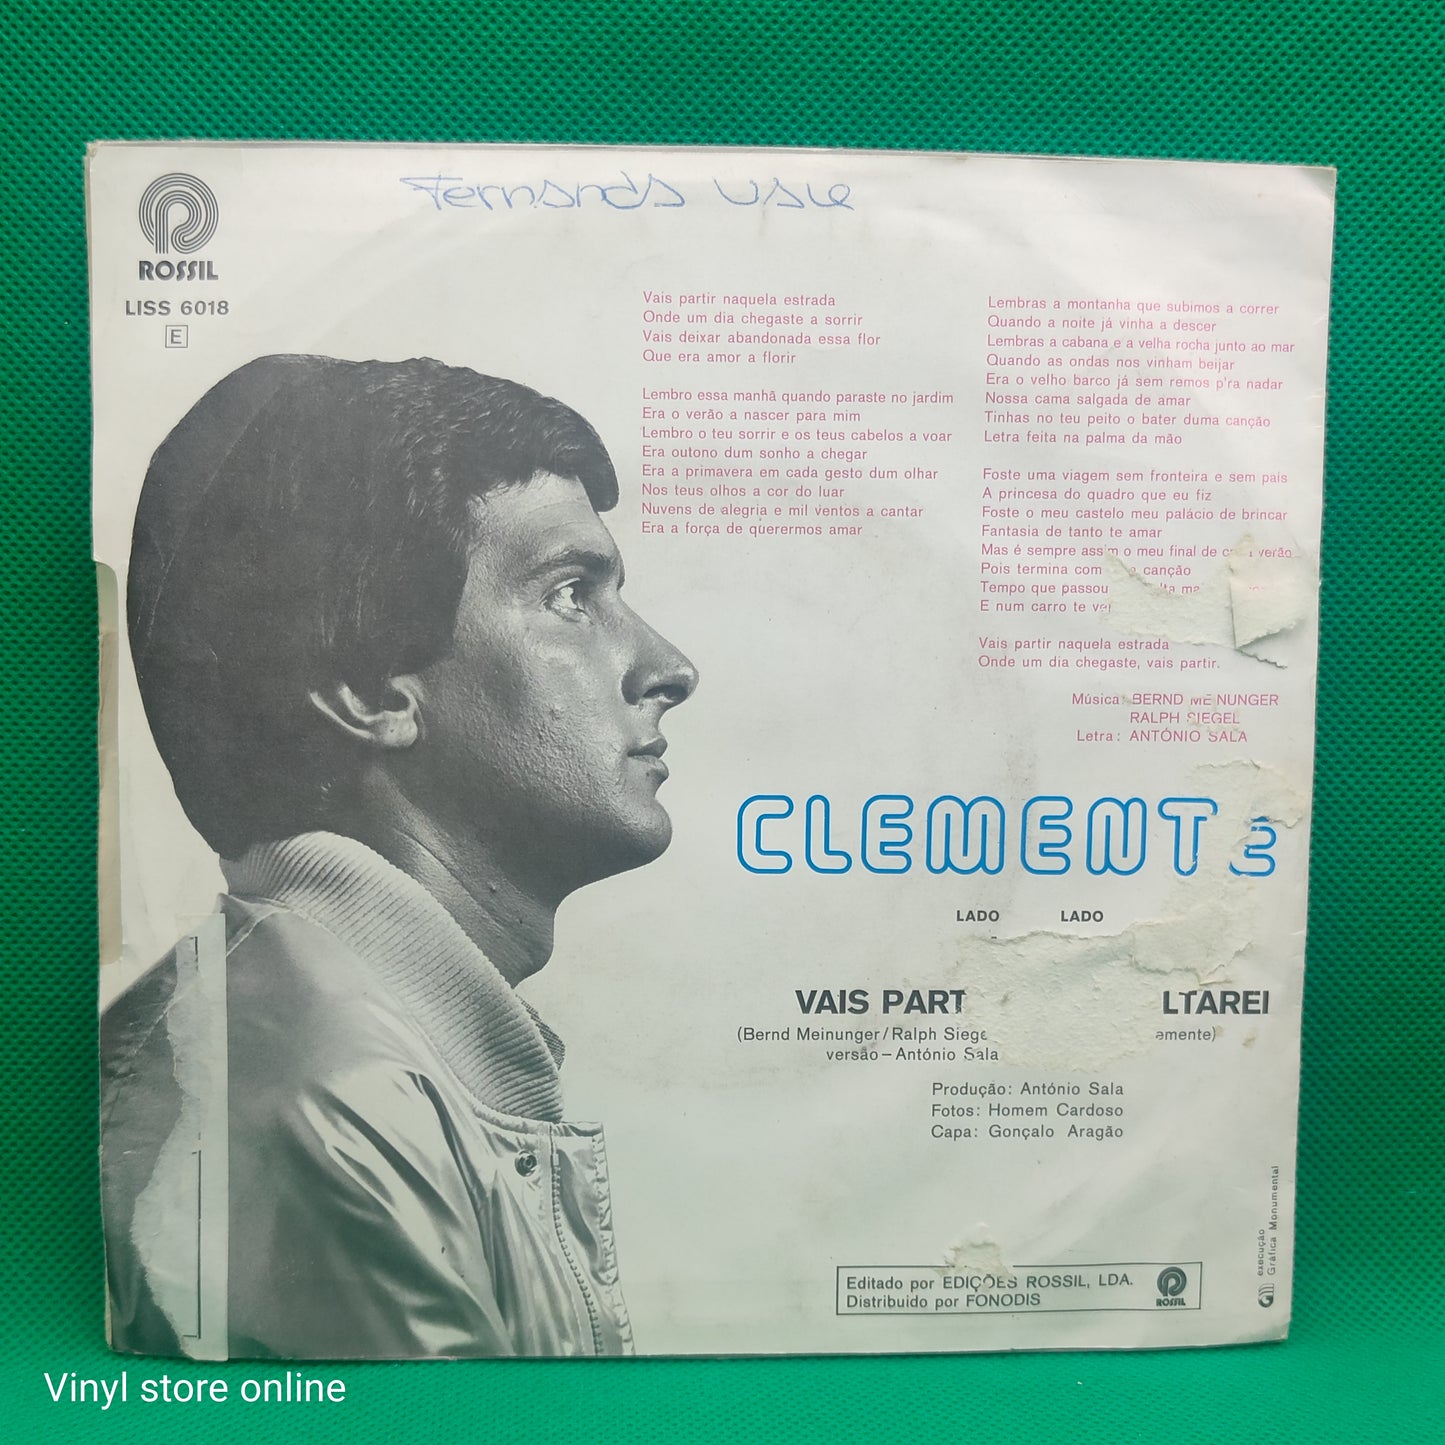 Fernanda Vale
ROSSIL
LISS 6018
E
Vais partir naquela estrada
Onde um dia chegaste a sorrir
Vais deixar abandonada essa flor
Que era amor a florir
Lembro essa manhã quando paraste no jardim
Era o verão a nascer para mim
Lembro o teu sorrir e os teus cabelos a voar
Era outono dum sonho a chegar
Era a primavera em cada gesto dum olhar
Nos teus olhos a cor do luar
Nuvens de alegria e mil ventos a cantar
Era a força de querermos amar
Lembras a montanha que subimos a correr
Quando a noite já vinha a descer
Lembras a cabana e a velha rocha junto ao mar
Quando as ondas nos vinham beijar
Era o velho barco já sem remos p'ra nadar
Nossa cama salgada de amar
Tinhas no teu peito o bater duma canção
Letra feita na palma da mão
Foste uma viagem sem fronteira e sem país
A princesa do quadro que eu fiz
Foste o meu castelo meu palácio de brincar
Fantasia de tanto te amar
Mas é sempre assim o meu final de verão
Pois termina com canção
Tempo que passou
E num carro te
Vais partir naquela estrada
Onde um dia chegaste, vais partir.
Música: BERND MEINUNGER
RALPH SIEGEL
Letra: ANTÓNIO SALA
CLEMENTE
LADO LADO
VAIS PART LTAREI
(Bernd Meinunger/Ralph Siege emente)
versão – António Sala
Produção: António Sala
Fotos: Homem Cardoso
Capa: Gonçalo Aragão
execução
Gráfica Monumental
Editado por EDIÇÕES ROSSIL, LDA.
Distribuido por FONODIS
ROSSIL
Vinyl store online